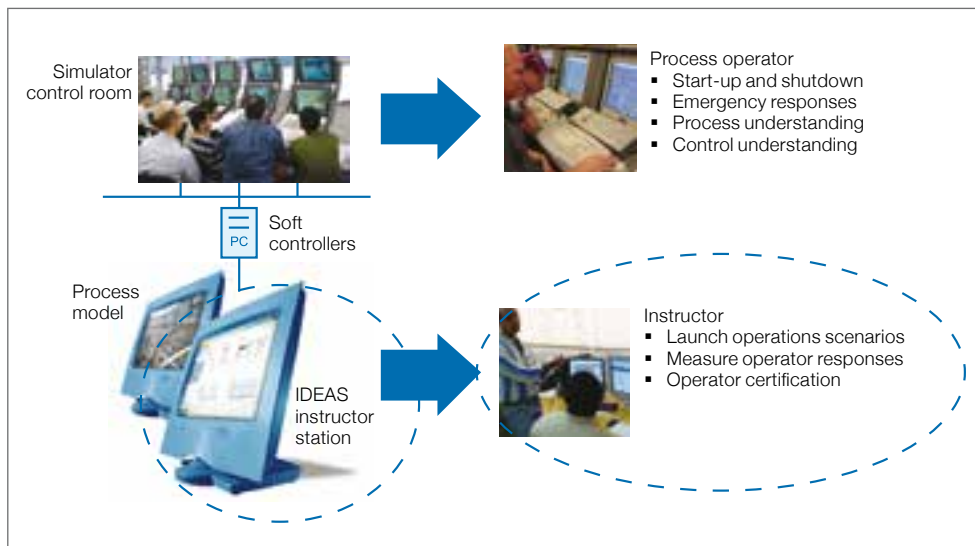 Simulator
control room
Process operator
▪ Start-up and shutdown
▪ Emergency responses
▪ Process understanding
▪ Control understanding
PC
Soft
controllers
Process
model
IDEAS
instructor
station
Instructor
▪ Launch operations scenarios
▪ Measure operator responses
▪ Operator certification